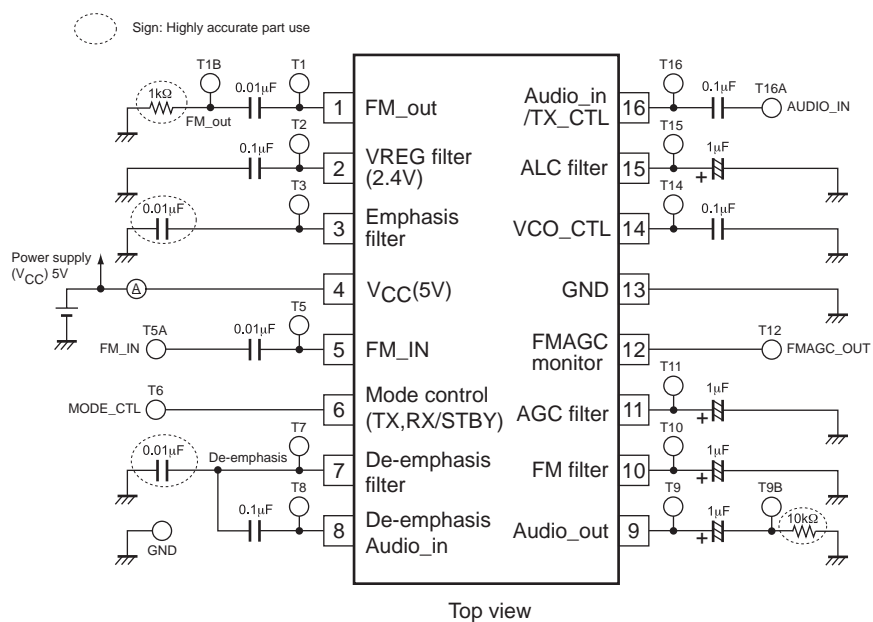 Sign: Highly accurate part use
T1B
T1
0.01μF
1kΩ
FM_out
1
FM_out
T2
0.1μF
2
VREG filter
(2.4V)
T3
0.01μF
3
Emphasis
filter
Power supply
(VCC) 5V
A
4
VCC(5V)
T5
T5A
0.01μF
FM_IN
5
FM_IN
T6
MODE_CTL
6
Mode control
(TX,RX/STBY)
T7
0.01μF
De-emphasis
7
De-emphasis
filter
T8
0.1μF
8
De-emphasis
Audio_in
GND
T16
0.1μF
T16A
AUDIO_IN
Audio_in
/TX_CTL
16
T15
1μF
+
ALC filter
15
T14
0.1μF
VCO_CTL
14
GND
13
T12
FMAGC_OUT
FMAGC
monitor
12
T11
1μF
+
AGC filter
11
T10
1μF
+
FM filter
10
T9
1μF
T9B
10kΩ
+
Audio_out
9
Top view